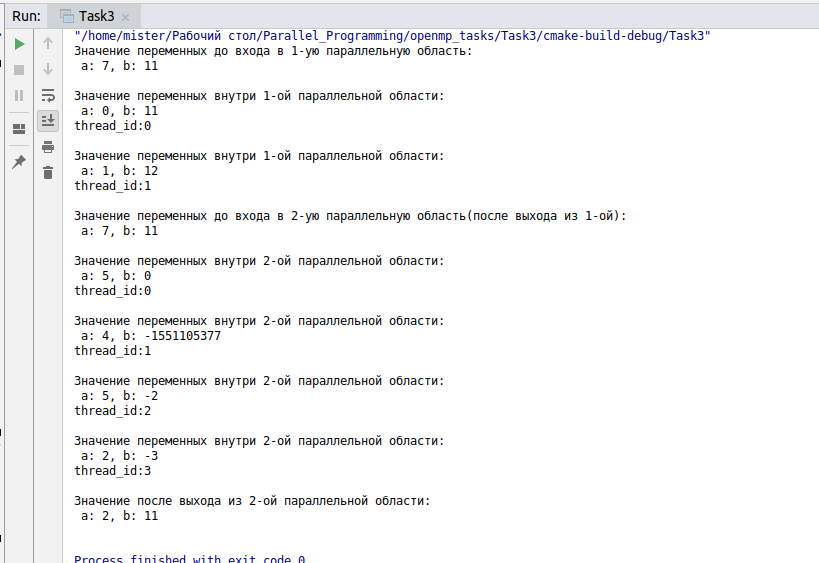 Run: Task3
"/home/mister/Рабочий стол/Parallel_Programming/openmp_tasks/Task3/cmake-build-debug/Task3"
Значение переменных до входа в 1-ую параллельную область:
a: 7, b: 11
Значение переменных внутри 1-ой параллельной области:
a: 0, b: 11
thread_id:0
Значение переменных внутри 1-ой параллельной области:
a: 1, b: 12
thread_id:1
Значение переменных до входа в 2-ую параллельную область(после выхода из 1-ой):
a: 7, b: 11
Значение переменных внутри 2-ой параллельной области:
a: 5, b: 0
thread_id:0
Значение переменных внутри 2-ой параллельной области:
a: 4, b: -1551105377
thread_id:1
Значение переменных внутри 2-ой параллельной области:
a: 5, b: -2
thread_id:2
Значение переменных внутри 2-ой параллельной области:
a: 2, b: -3
thread_id:3
Значение после выхода из 2-ой параллельной области:
a: 2, b: 11
Process finished with exit code 0